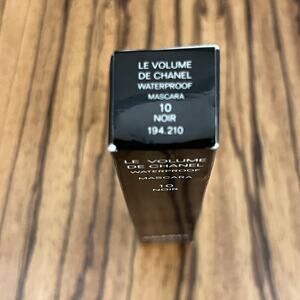 LE VOLUME
DE CHANEL
WATERPROOF
MASCARA
10
NOIR
194.210
LE VOLUME
DE CHANEL
WATERPROOF
MASCARA
10
NOIR